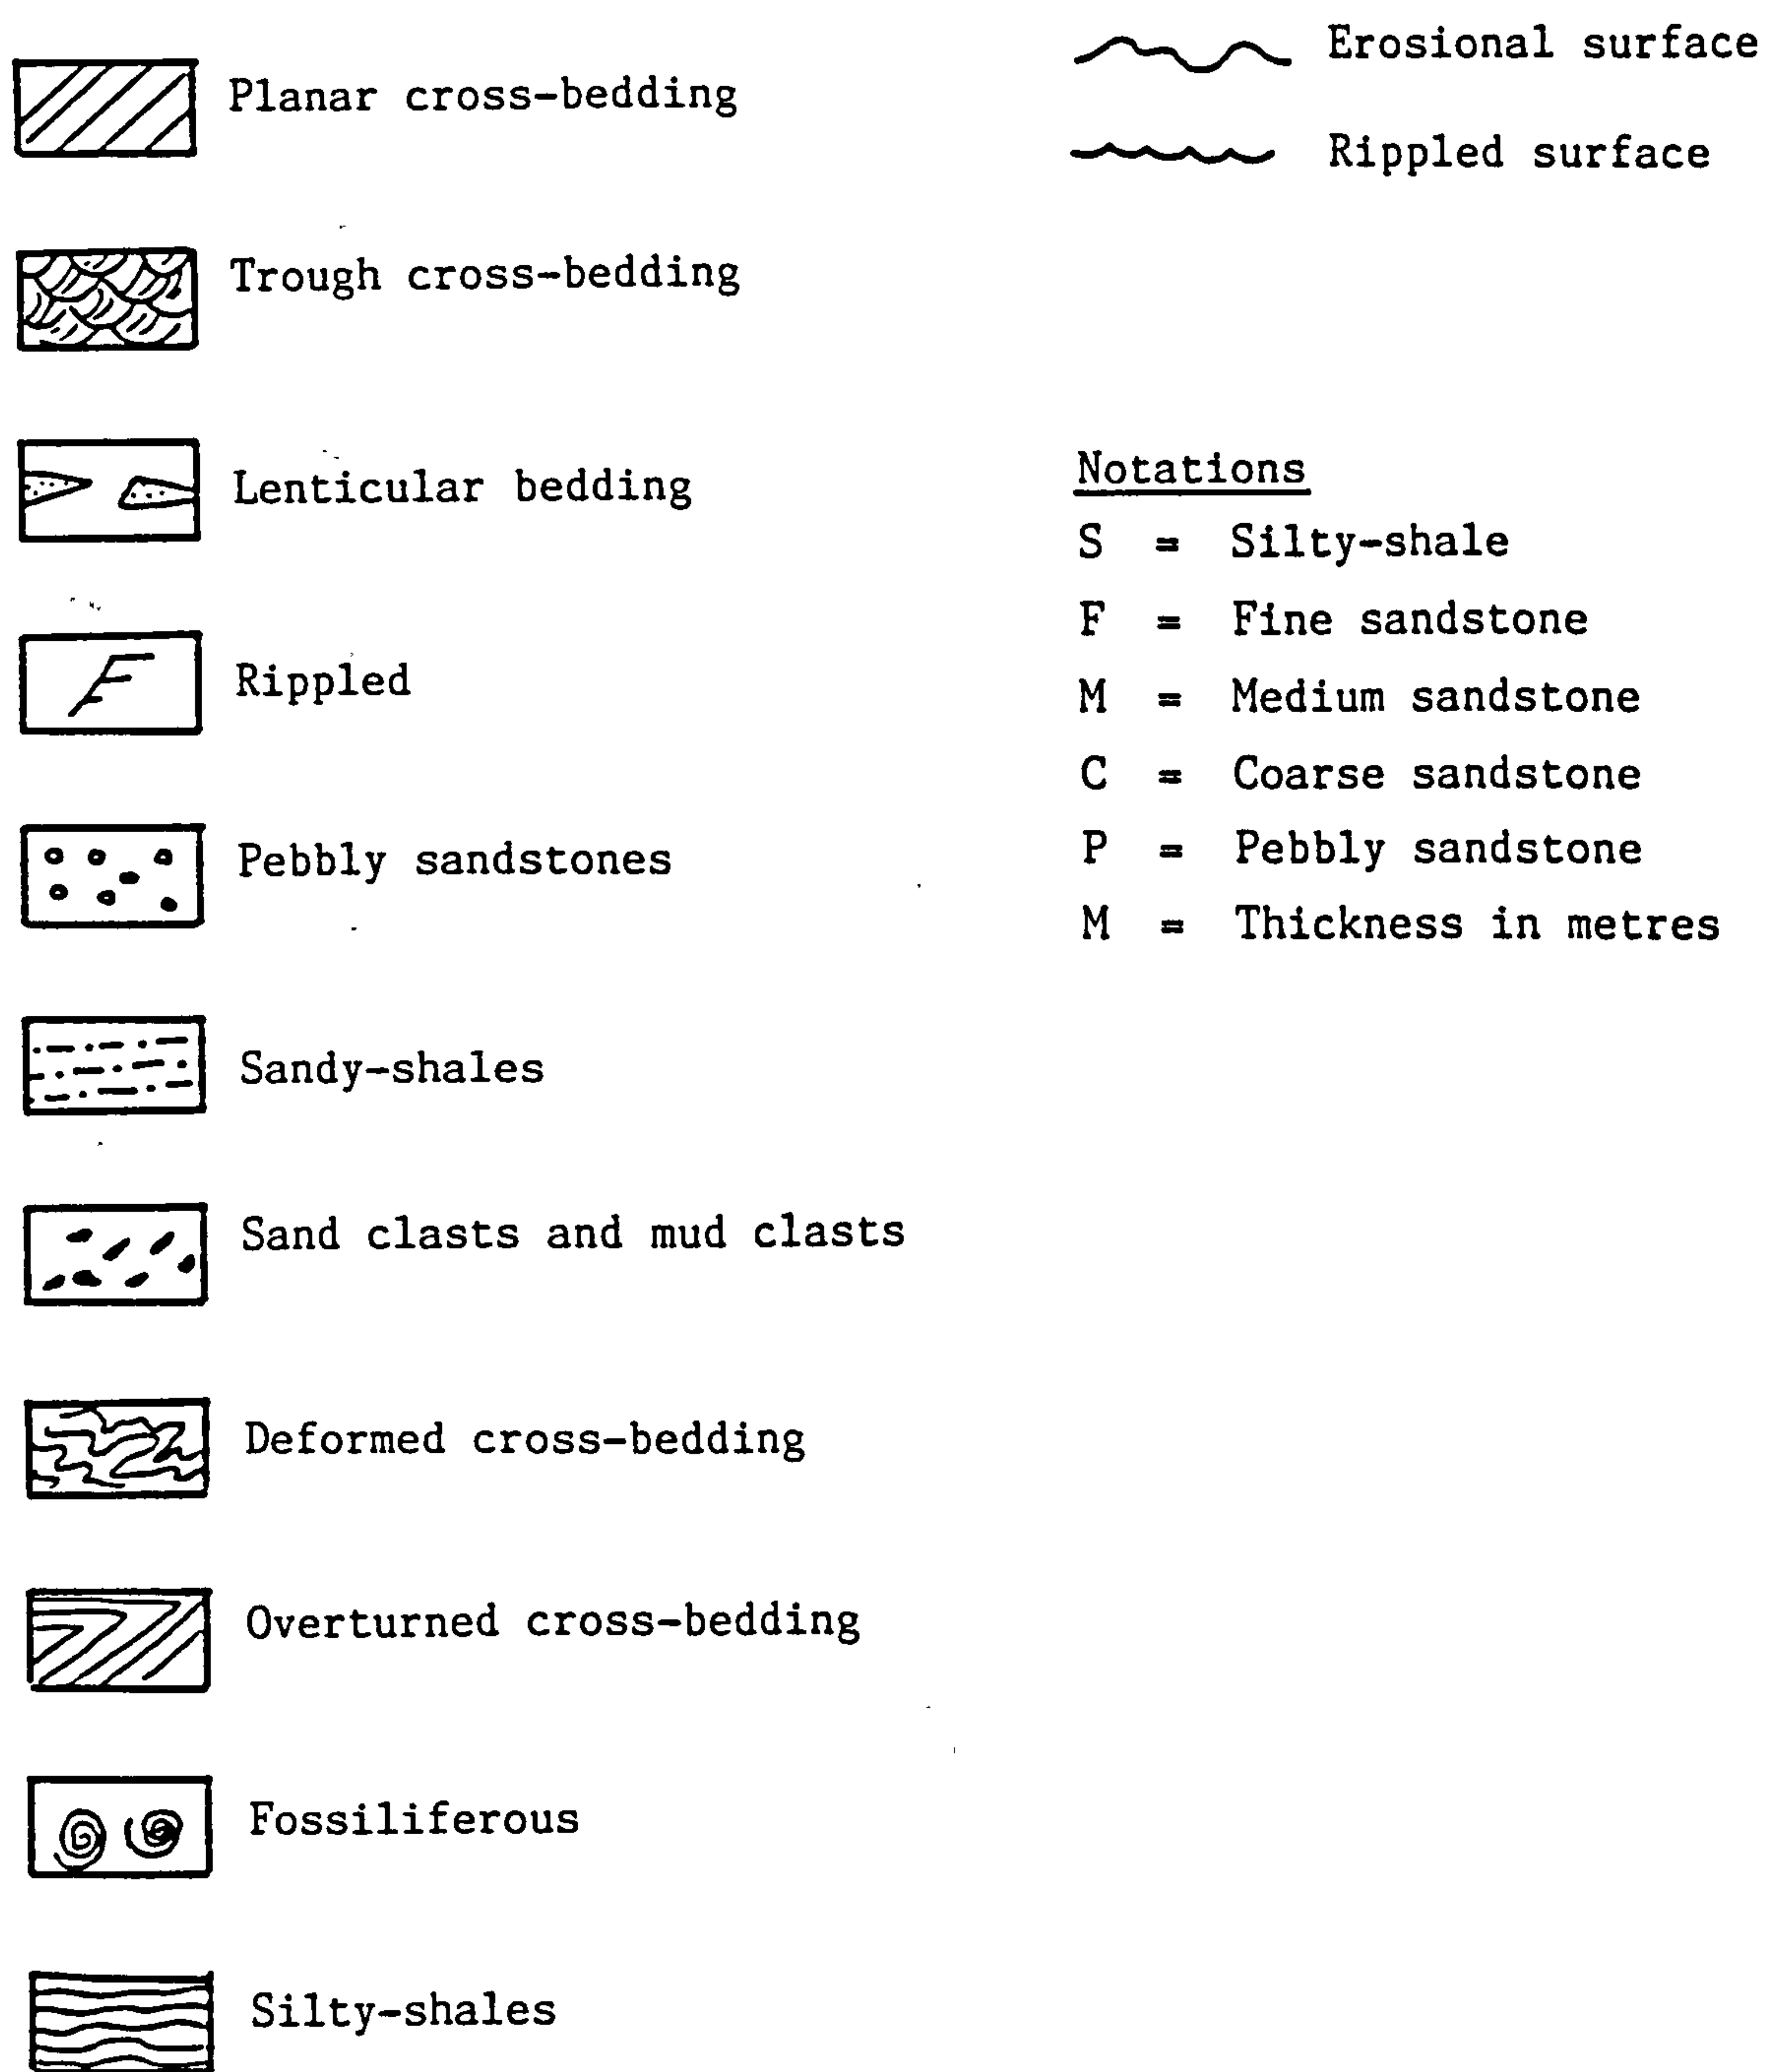 Planar cross-bedding
Trough cross-bedding
Lenticular bedding
Rippled
Pebbly sandstones
Sandy-shales
Sand clasts and mud clasts
Deformed cross-bedding
Overturned cross-bedding
Fossiliferous
Silty-shales
Erosional surface
Rippled surface
Notations
S = Silty-shale
F = Fine sandstone
M = Medium sandstone
C = Coarse sandstone
P = Pebbly sandstone
M = Thickness in metres